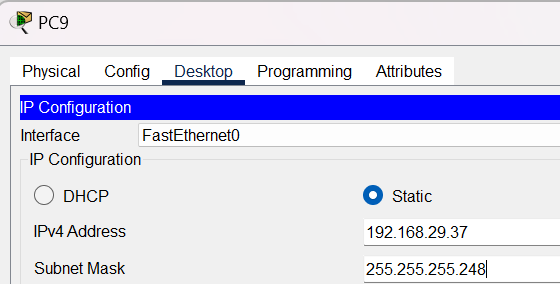 PC9
Physical Config Desktop Programming Attributes
IP Configuration
Interface FastEthernet0
IP Configuration
DHCP Static
IPv4 Address 192.168.29.37
Subnet Mask 255.255.255.248